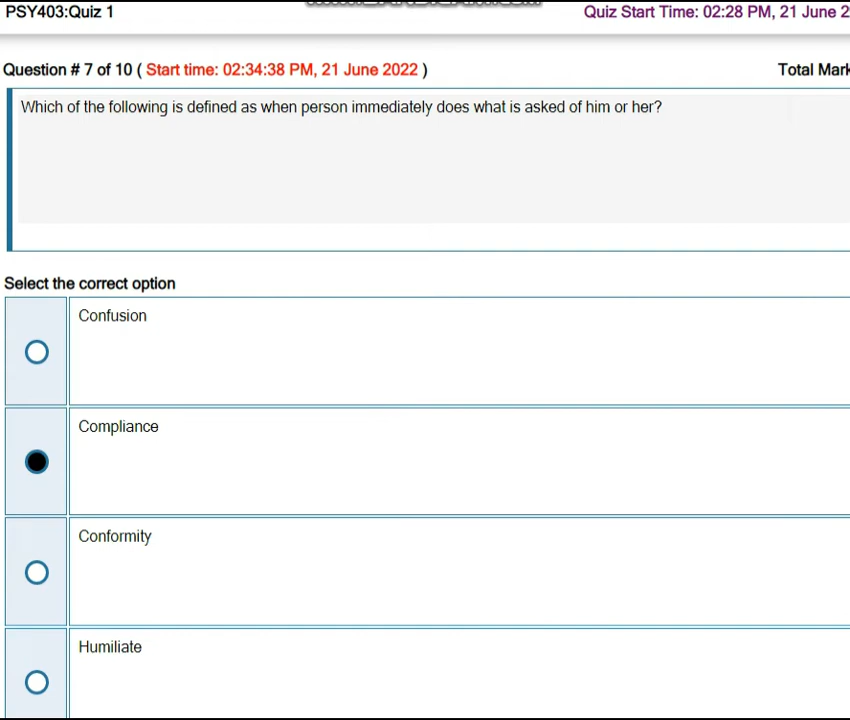 PSY403:Quiz 1
Quiz Start Time: 02:28 PM, 21 June 2
Question # 7 of 10 ( Start time: 02:34:38 PM, 21 June 2022 )
Total Mark
Which of the following is defined as when person immediately does what is asked of him or her?
Select the correct option
Confusion
Compliance
Conformity
Humiliate